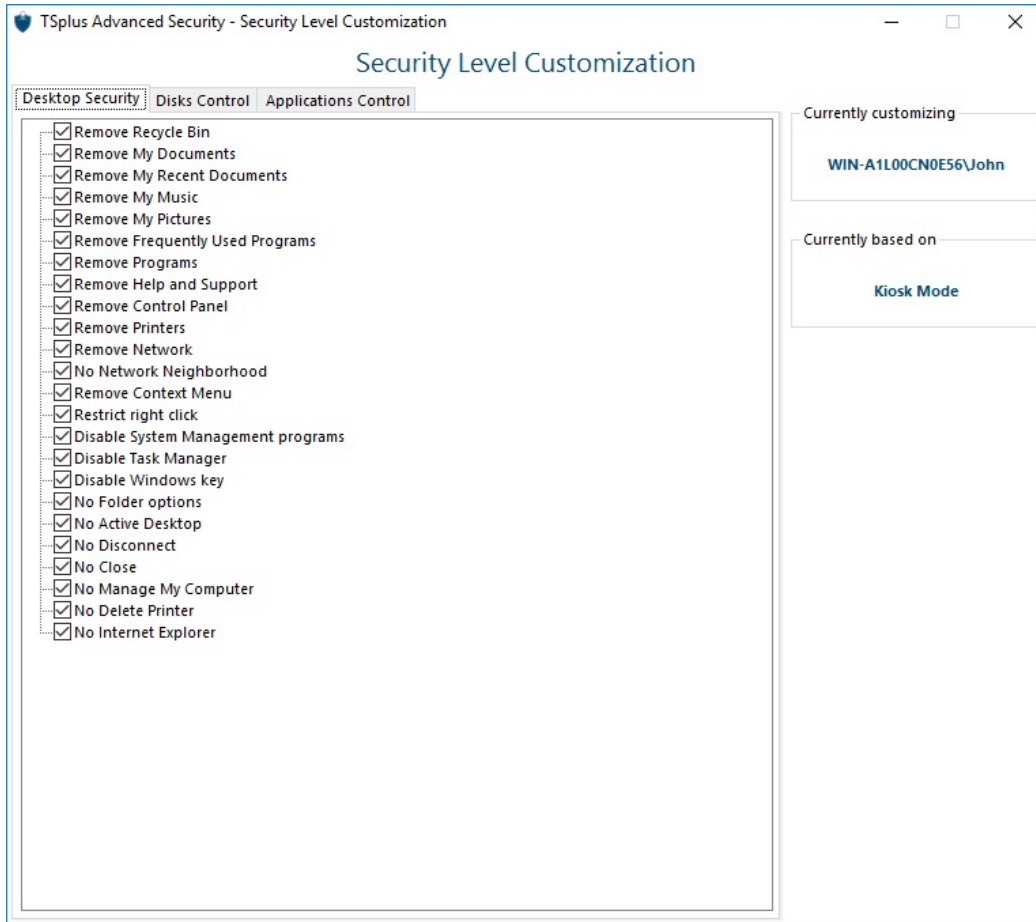 TSplus Advanced Security - Security Level Customization
Security Level Customization
Desktop Security Disks Control Applications Control
Remove Recycle Bin
Remove My Documents
Remove My Recent Documents
Remove My Music
Remove My Pictures
Remove Frequently Used Programs
Remove Programs
Remove Help and Support
Remove Control Panel
Remove Printers
Remove Network
No Network Neighborhood
Remove Context Menu
Restrict right click
Disable System Management programs
Disable Task Manager
Disable Windows key
No Folder options
No Active Desktop
No Disconnect
No Close
No Manage My Computer
No Delete Printer
No Internet Explorer
Currently customizing
WIN-A1L00CN0E56\John
Currently based on
Kiosk Mode